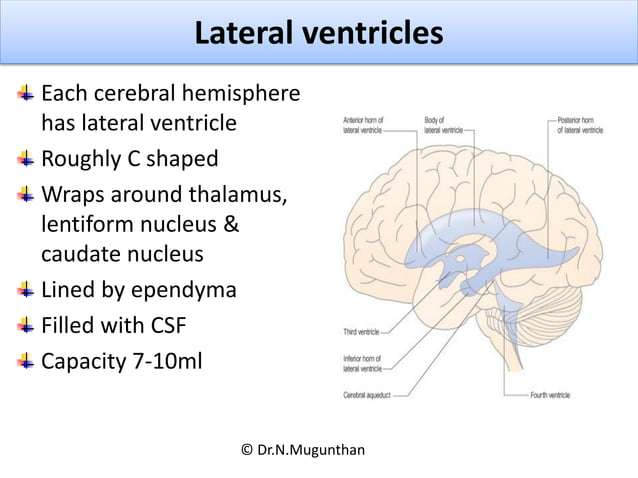 Lateral ventricles
Each cerebral hemisphere
has lateral ventricle
Roughly C shaped
Wraps around thalamus,
lentiform nucleus &
caudate nucleus
Lined by ependyma
Filled with CSF
Capacity 7-10ml
Anterior horn of
lateral ventricle
Body of
lateral ventricle
Posterior horn
of lateral ventricle
Third ventricle
Inferior horn of
lateral ventricle
Cerebral aqueduct
Fourth ventricle
© Dr.N.Mugunthan